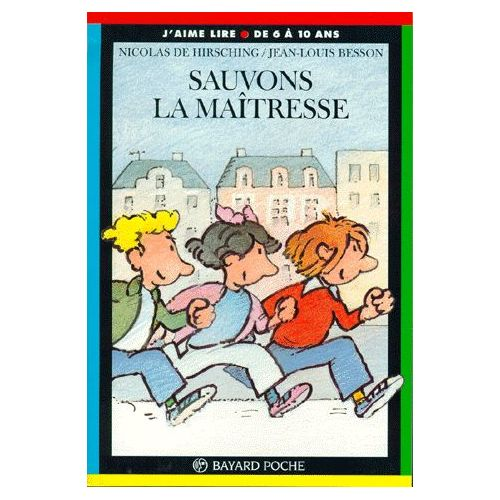 J'AIME LIRE • DE 6 À 10 ANS
NICOLAS DE HIRSCHING/JEAN-LOUIS BESSON
SAUVONS
LA MAÎTRESSE
BAYARD POCHE